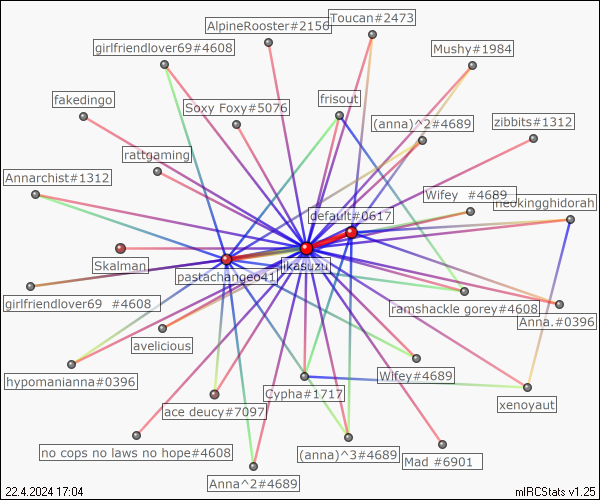 AlpineRooster#2156
Toucan#2473
girlfriendlover69#4608
Mushy#1984
fakedingo
Soxy Foxy#5076
frisout
(anna)^2#4689
zibbits#1312
rattgaming
Annarchist#1312
Wifey  #4689
neokingghidorah
default#0617
Skalman
pastachangeo41
ikasuzu
girlfriendlover69  #4608
ramshackle gorey#4608
Anna.#0396
avelicious
hypomanianna#0396
Wifey#4689
Cypha#1717
xenoyaut
ace deucy#7097
no cops no laws no hope#4608
(anna)^3#4689
Mad #6901
Anna^2#4689
22.4.2024 17:04
mIRCStats v1.25